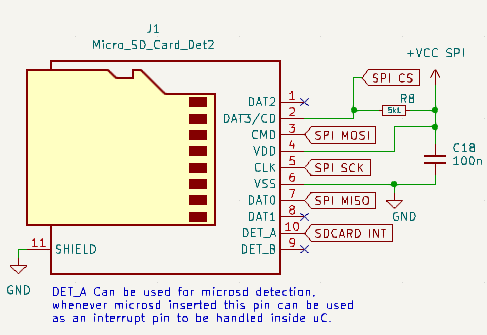 J1
Micro_SD_Card_Det2
+VCC SPI
SPI CS
R8
5k1
DAT2 1
DAT3/CD 2
CMD 3 SPI MOSI
VDD 4
CLK 5 SPI SCK
VSS 6
DAT0 7 SPI MISO
DAT1 8
DET_A 10 SDCARD INT
DET_B 9
C18
100n
GND
11 SHIELD
GND
DET_A Can be used for microsd detection,
whenever microsd inserted this pin can be used
as an interrupt pin to be handled inside uC.